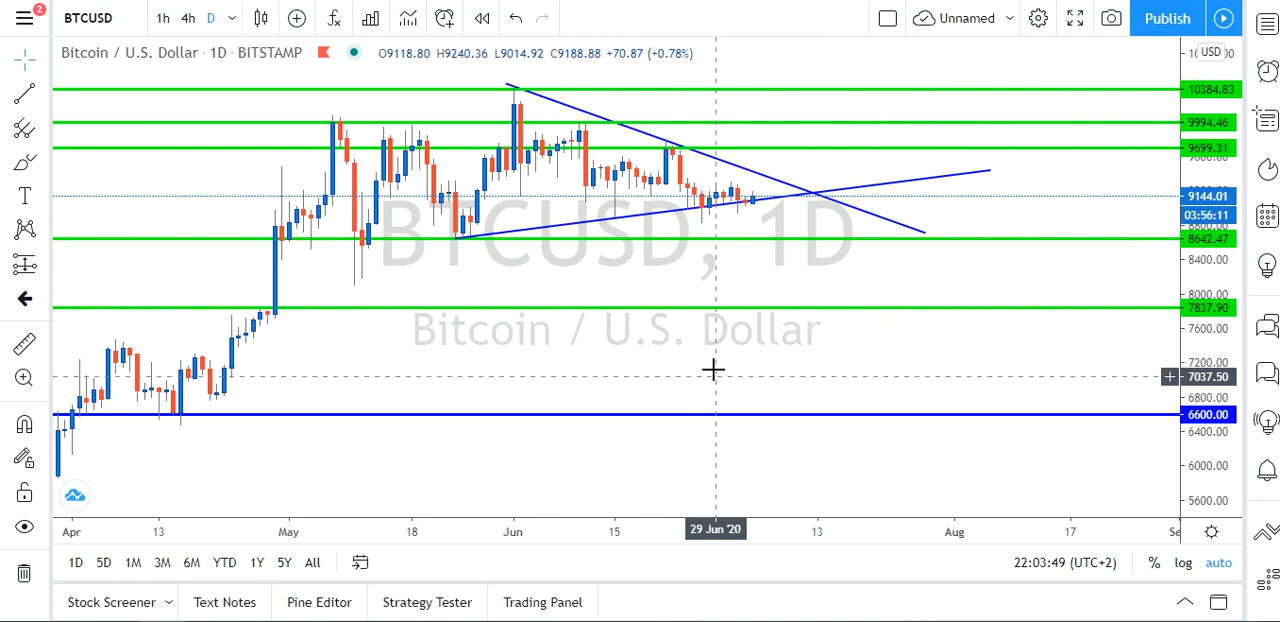 2
BTCUSD 1h 4h D Unnamed Publish
Bitcoin / U.S. Dollar · 1D · BITSTAMP O9118.80 H9240.36 L9014.92 C9188.88 +70.87 (+0.78%)
USD
10384.83
9994.46
9699.31
9144.01
03:56:11
8642.47
8400.00
8000.00
7837.90
7600.00
7200.00
7037.50
6800.00
6600.00
6400.00
6000.00
5600.00
BTCUSD, 1D
Bitcoin / U.S. Dollar
Apr 13 May 18 Jun 15 29 Jun '20 13 Aug 17 Se
1D 5D 1M 3M 6M YTD 1Y 5Y All 22:03:49 (UTC+2) % log auto
Stock Screener Text Notes Pine Editor Strategy Tester Trading Panel